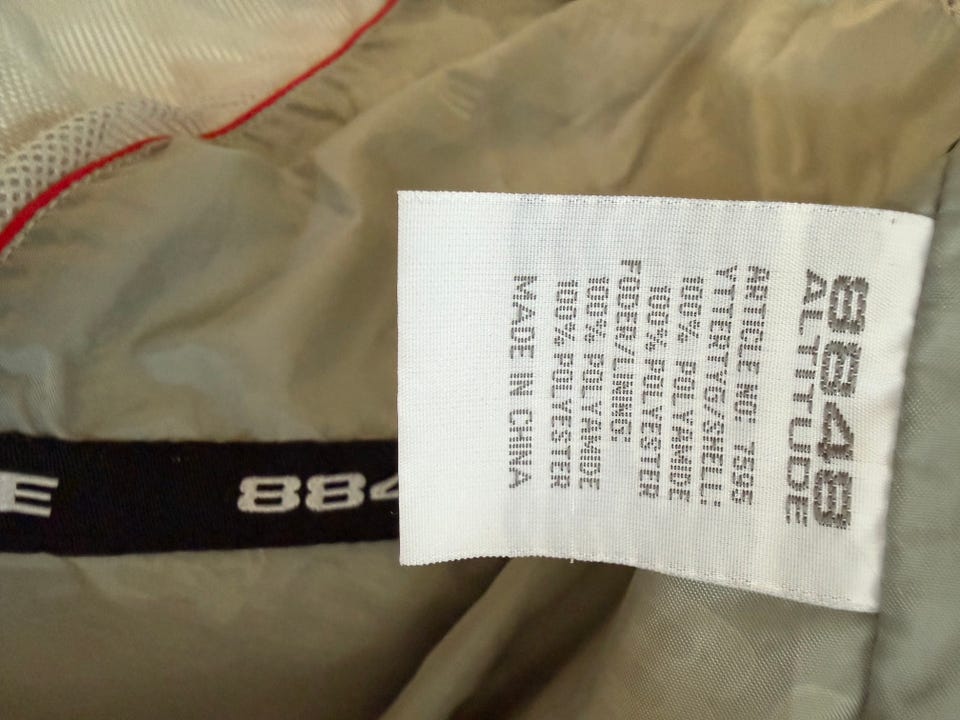 8848
ALTITUDE
ARTICLE NO: 7595
YTTERTYG/SHELL:
100% POLYAMIDE
100% POLYESTER
FODER/LINING:
100% POLYAMIDE
100% POLYESTER
MADE IN CHINA
E
884